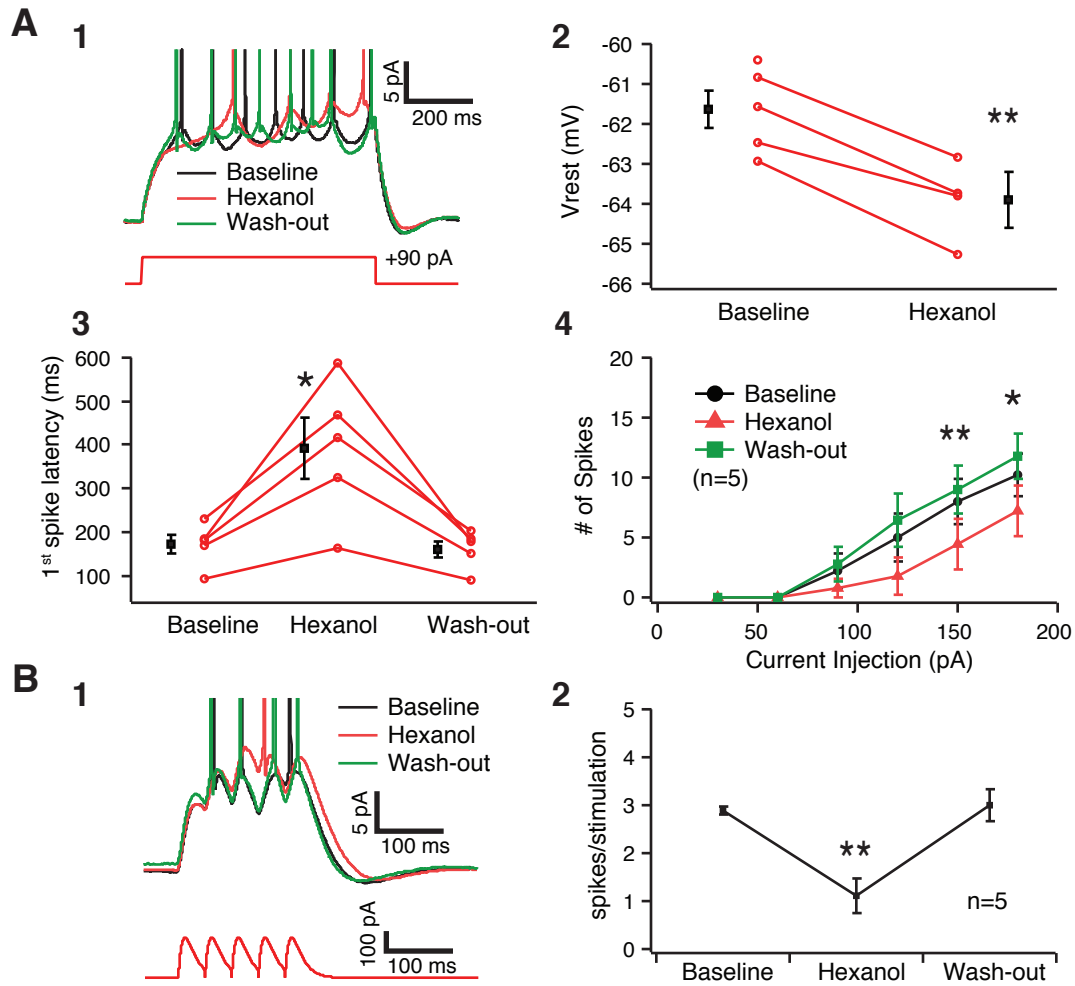 A
1
5 pA
200 ms
Baseline
Hexanol
Wash-out
+90 pA
2
Vrest (mV)
-60
-61
-62
-63
-64
-65
-66
**
Baseline
Hexanol
3
1st spike latency (ms)
600
500
400
300
200
100
*
Baseline
Hexanol
Wash-out
4
# of Spikes
20
15
10
5
0
Baseline
Hexanol
Wash-out
(n=5)
**
*
0
50
100
150
200
Current Injection (pA)
B
1
Baseline
Hexanol
Wash-out
5 pA
100 ms
100 pA
100 ms
2
spikes/stimulation
5
4
3
2
1
0
**
n=5
Baseline
Hexanol
Wash-out